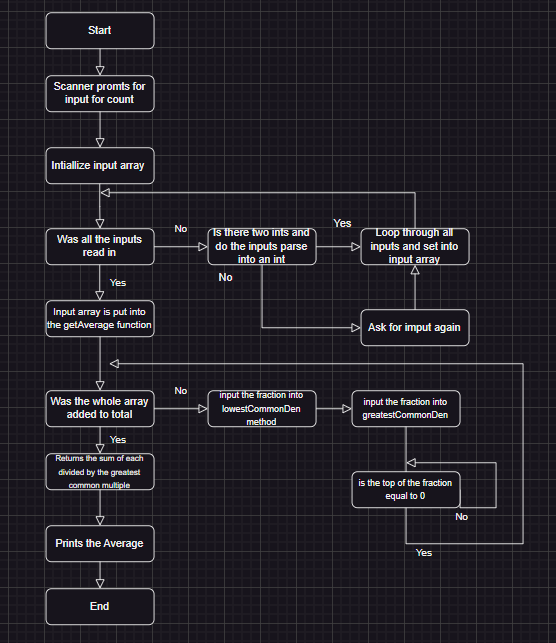 Start
Scanner promts for
input for count
Intiallize input array
Was all the inputs
read in
No
Is there two ints and
do the inputs parse
into an int
Yes
Loop through all
inputs and set into
input array
No
Ask for imput again
Yes
Input array is put into
the getAverage function
Was the whole array
added to total
No
input the fraction into
lowestCommonDen
method
input the fraction into
greatestCommonDen
Yes
Returns the sum of each
divided by the greatest
common multiple
is the top of the fraction
equal to 0
No
Yes
Prints the Average
End